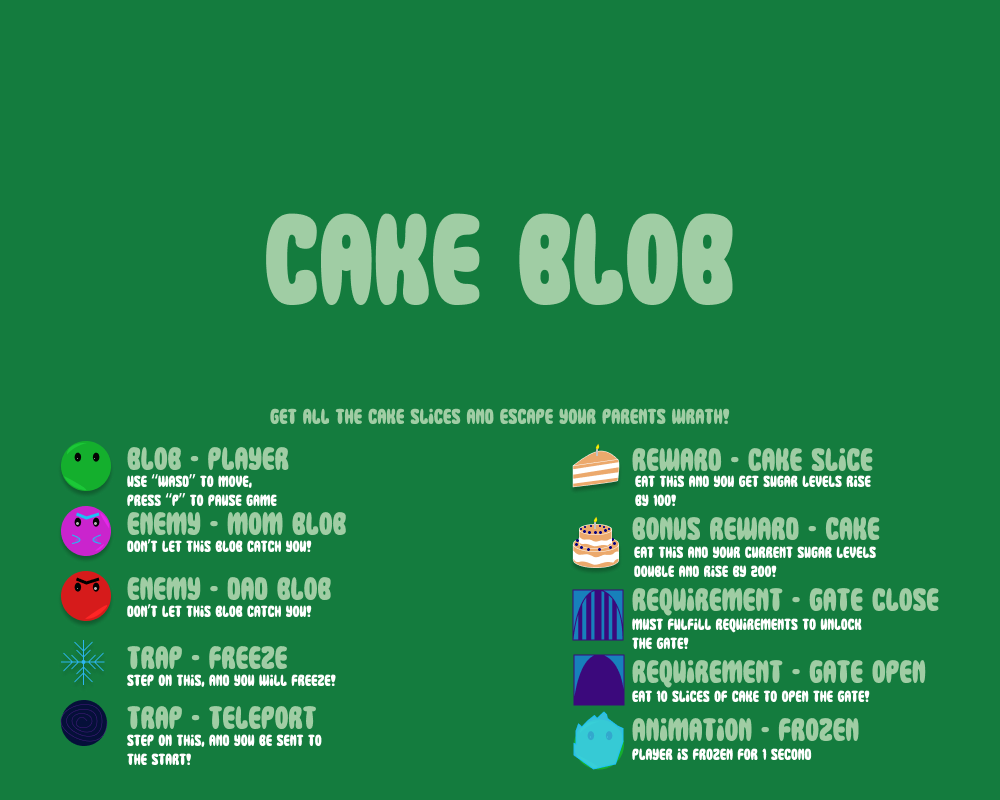 CAKE BLOB
GET ALL THE CAKE SLICES AND ESCAPE YOUR PARENTS WRATH!
BLOB - PLAYER
USE "WASD" TO MOVE,
PRESS "P" TO PAUSE GAME
ENEMY - MOM BLOB
DON'T LET THIS BLOB CATCH YOU!
ENEMY - DAD BLOB
DON'T LET THIS BLOB CATCH YOU!
TRAP - FREEZE
STEP ON THIS, AND YOU WILL FREEZE!
TRAP - TELEPORT
STEP ON THIS, AND YOU BE SENT TO
THE START!
REWARD - CAKE SLICE
EAT THIS AND YOU GET SUGAR LEVELS RISE
BY 100!
BONUS REWARD - CAKE
EAT THIS AND YOUR CURRENT SUGAR LEVELS
DOUBLE AND RISE BY 200!
REQUIREMENT - GATE CLOSE
MUST FULFILL REQUIREMENTS TO UNLOCK
THE GATE!
REQUIREMENT - GATE OPEN
EAT 10 SLICES OF CAKE TO OPEN THE GATE!
ANIMATION - FROZEN
PLAYER IS FROZEN FOR 1 SECOND